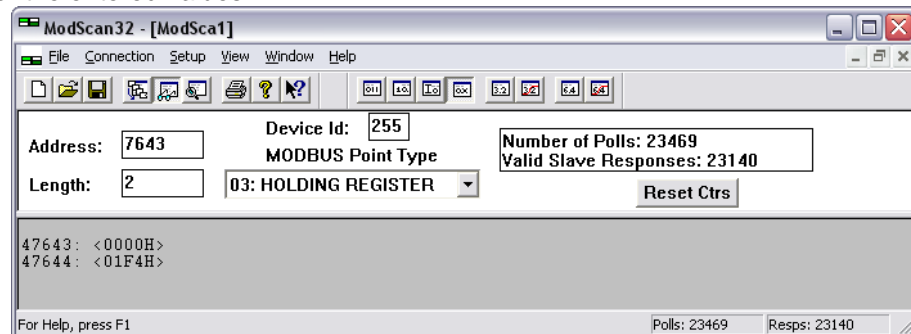 ModScan32 - [ModSca1]
File Connection Setup View Window Help
Address: 7643
Device Id: 255
MODBUS Point Type
Length: 2
03: HOLDING REGISTER
Number of Polls: 23469
Valid Slave Responses: 23140
Reset Ctrs
47643: <0000H>
47644: <01F4H>
For Help, press F1
Polls: 23469
Resps: 23140